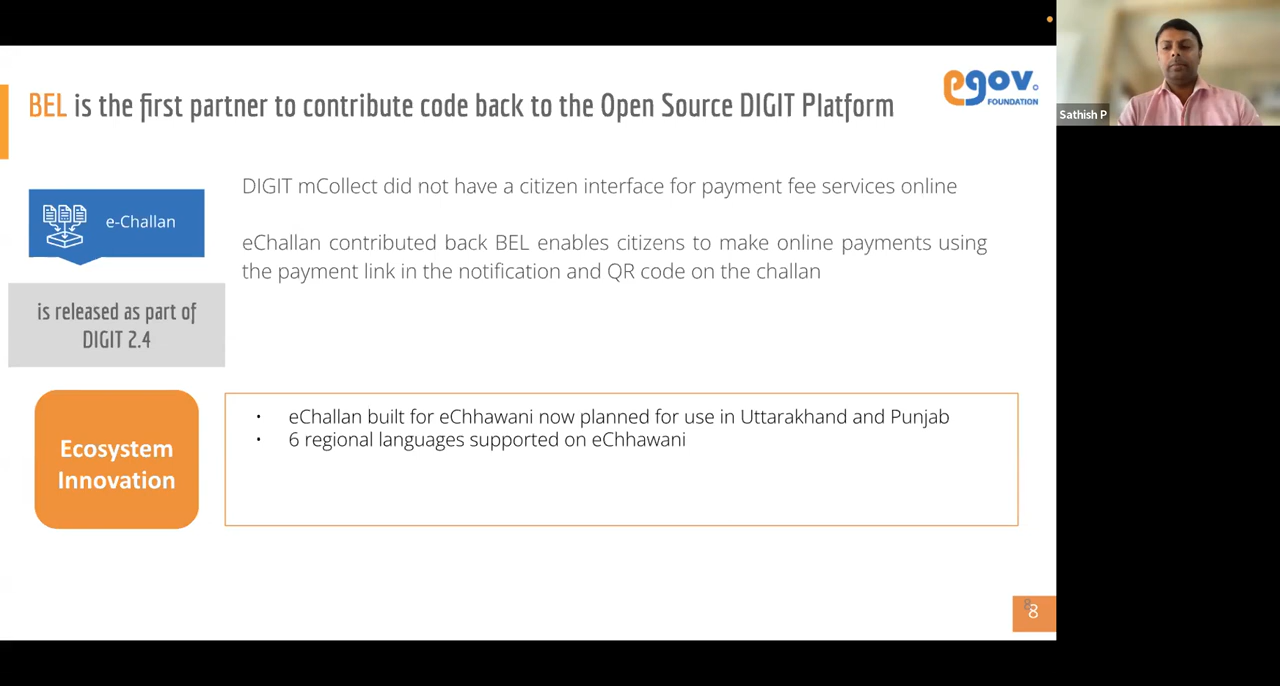 egov.
FOUNDATION
BEL is the first partner to contribute code back to the Open Source DIGIT Platform
Sathish P
e-Challan
DIGIT mCollect did not have a citizen interface for payment fee services online
eChallan contributed back BEL enables citizens to make online payments using
the payment link in the notification and QR code on the challan
is released as part of
DIGIT 2.4
Ecosystem
Innovation
• eChallan built for eChhawani now planned for use in Uttarakhand and Punjab
• 6 regional languages supported on eChhawani
8
8